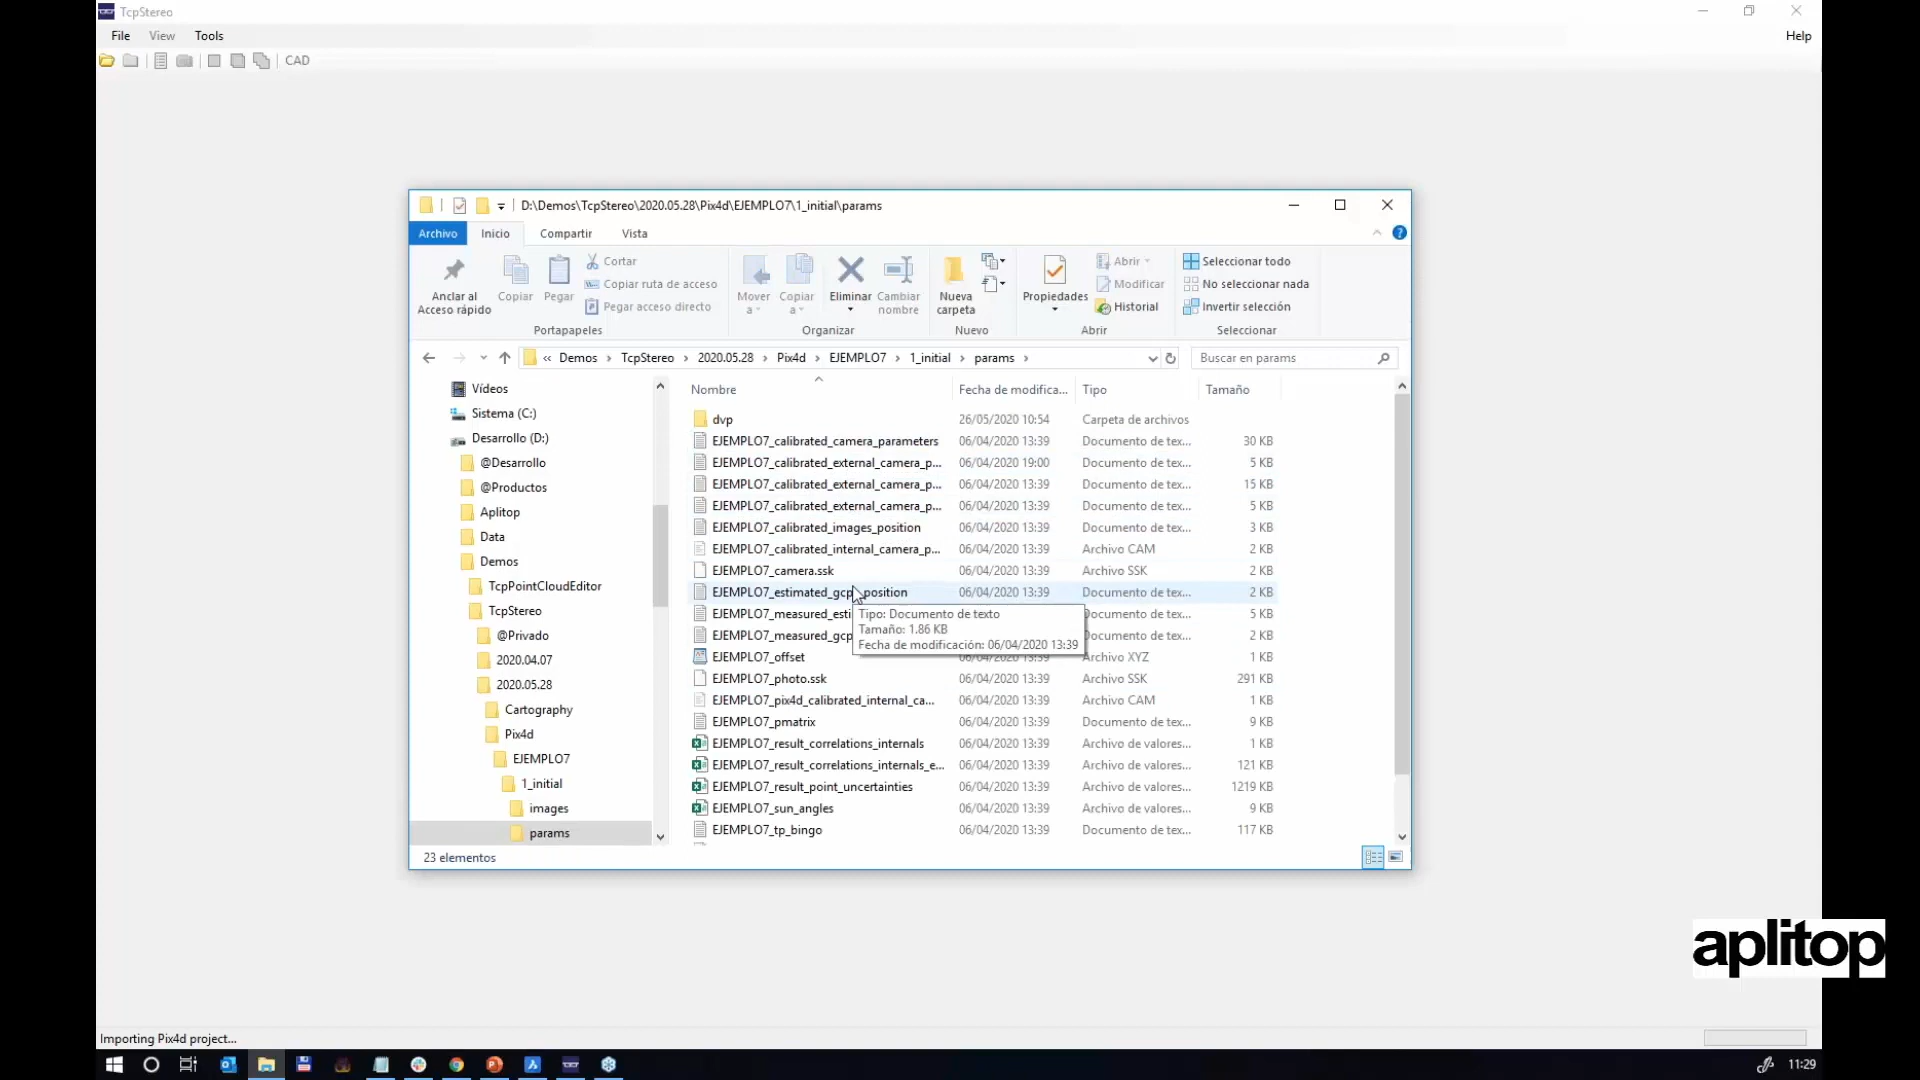 TcpStereo
File View Tools Help
CAD
D:\Demos\TcpStereo\2020.05.28\Pix4d\EJEMPLO7\1_initial\params
Archivo Inicio Compartir Vista
Anclar al Acceso rápido
Copiar
Pegar
Cortar
Copiar ruta de acceso
Pegar acceso directo
Portapapeles
Mover a
Copiar a
Eliminar
Cambiar nombre
Organizar
Nueva carpeta
Nuevo
Propiedades
Abrir
Modificar
Historial
Abrir
Seleccionar todo
No seleccionar nada
Invertir selección
Seleccionar
« Demos › TcpStereo › 2020.05.28 › Pix4d › EJEMPLO7 › 1_initial › params ›
Buscar en params
Vídeos
Sistema (C:)
Desarrollo (D:)
@Desarrollo
@Productos
Aplitop
Data
Demos
TcpPointCloudEditor
TcpStereo
@Privado
2020.04.07
2020.05.28
Cartography
Pix4d
EJEMPLO7
1_initial
images
params
Nombre Fecha de modifica... Tipo Tamaño
dvp 26/05/2020 10:54 Carpeta de archivos
EJEMPLO7_calibrated_camera_parameters 06/04/2020 13:39 Documento de tex... 30 KB
EJEMPLO7_calibrated_external_camera_p... 06/04/2020 19:00 Documento de tex... 5 KB
EJEMPLO7_calibrated_external_camera_p... 06/04/2020 13:39 Documento de tex... 15 KB
EJEMPLO7_calibrated_external_camera_p... 06/04/2020 13:39 Documento de tex... 5 KB
EJEMPLO7_calibrated_images_position 06/04/2020 13:39 Documento de tex... 3 KB
EJEMPLO7_calibrated_internal_camera_p... 06/04/2020 13:39 Archivo CAM 2 KB
EJEMPLO7_camera.ssk 06/04/2020 13:39 Archivo SSK 2 KB
EJEMPLO7_estimated_gcp_position 06/04/2020 13:39 Documento de tex... 2 KB
EJEMPLO7_measured_esti Documento de tex... 5 KB
EJEMPLO7_measured_gcp Documento de tex... 2 KB
Tipo: Documento de texto
Tamaño: 1.86 KB
Fecha de modificación: 06/04/2020 13:39
EJEMPLO7_offset 06/04/2020 13:39 Archivo XYZ 1 KB
EJEMPLO7_photo.ssk 06/04/2020 13:39 Archivo SSK 291 KB
EJEMPLO7_pix4d_calibrated_internal_ca... 06/04/2020 13:39 Archivo CAM 1 KB
EJEMPLO7_pmatrix 06/04/2020 13:39 Documento de tex... 9 KB
EJEMPLO7_result_correlations_internals 06/04/2020 13:39 Archivo de valores... 1 KB
EJEMPLO7_result_correlations_internals_e... 06/04/2020 13:39 Archivo de valores... 121 KB
EJEMPLO7_result_point_uncertainties 06/04/2020 13:39 Archivo de valores... 1219 KB
EJEMPLO7_sun_angles 06/04/2020 13:39 Archivo de valores... 9 KB
EJEMPLO7_tp_bingo 06/04/2020 13:39 Documento de tex... 117 KB
23 elementos
aplitop
Importing Pix4d project...
11:29